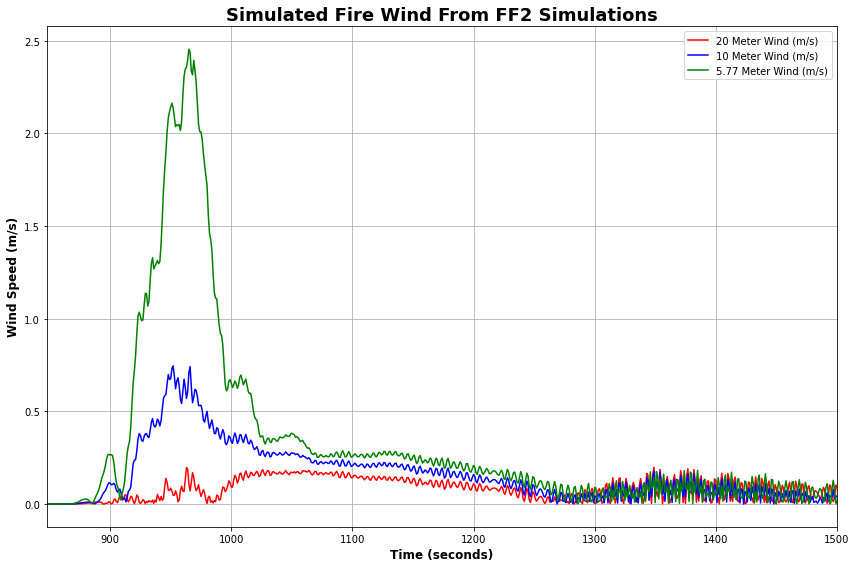 Simulated Fire Wind From FF2 Simulations
20 Meter Wind (m/s)
10 Meter Wind (m/s)
5.77 Meter Wind (m/s)
Wind Speed (m/s)
2.5
2.0
1.5
1.0
0.5
0.0
900 1000 1100 1200 1300 1400 1500
Time (seconds)